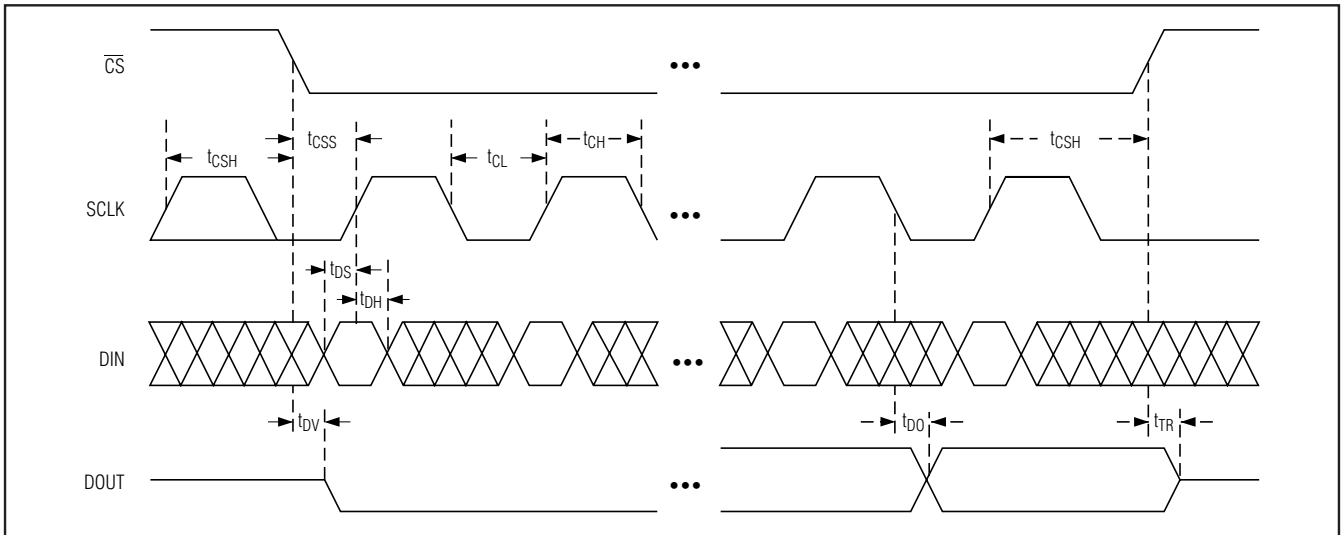 CS
•••
tCSS
tCH
tCSH
tCL
tCSH
SCLK
•••
tDS
tDH
DIN
•••
tDV
tDO
tTR
DOUT
•••